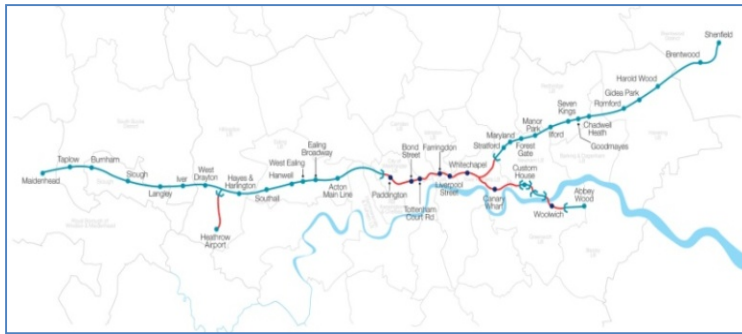 Maidenhead
Taplow
Burnham
Slough
Langley
Iver
West
Drayton
Heathrow
Airport
Hayes &
Harlington
Southall
Hanwell
West Ealing
Ealing
Broadway
Acton
Main Line
Paddington
Bond
Street
Tottenham
Court Rd
Farringdon
Liverpool
Street
Whitechapel
Stratford
Maryland
Forest
Gate
Manor
Park
Ilford
Seven
Kings
Goodmayes
Chadwell
Heath
Romford
Gidea Park
Harold Wood
Brentwood
Shenfield
Canary
Wharf
Custom
House
Woolwich
Abbey
Wood